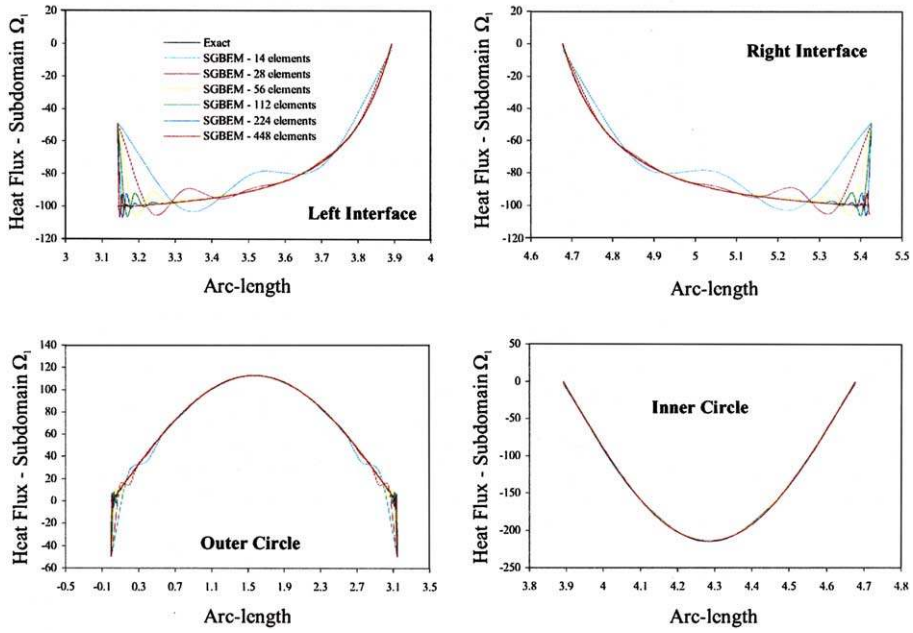 Heat Flux - Subdomain Ω1
20
0
-20
-40
-60
-80
-100
-120
Exact
SGBEM - 14 elements
SGBEM - 28 elements
SGBEM - 56 elements
SGBEM - 112 elements
SGBEM - 224 elements
SGBEM - 448 elements
Left Interface
3 3.1 3.2 3.3 3.4 3.5 3.6 3.7 3.8 3.9 4
Arc-length
Heat Flux - Subdomain Ω1
20
0
-20
-40
-60
-80
-100
-120
Right Interface
4.6 4.7 4.8 4.9 5 5.1 5.2 5.3 5.4 5.5
Arc-length
Heat Flux - Subdomain Ω1
140
120
100
80
60
40
20
0
-20
-40
-60
Outer Circle
-0.5 -0.1 0.3 0.7 1.1 1.5 1.9 2.3 2.7 3.1 3.5
Arc-length
Heat Flux - Subdomain Ω1
50
0
-50
-100
-150
-200
-250
Inner Circle
3.8 3.9 4 4.1 4.2 4.3 4.4 4.5 4.6 4.7 4.8
Arc-length